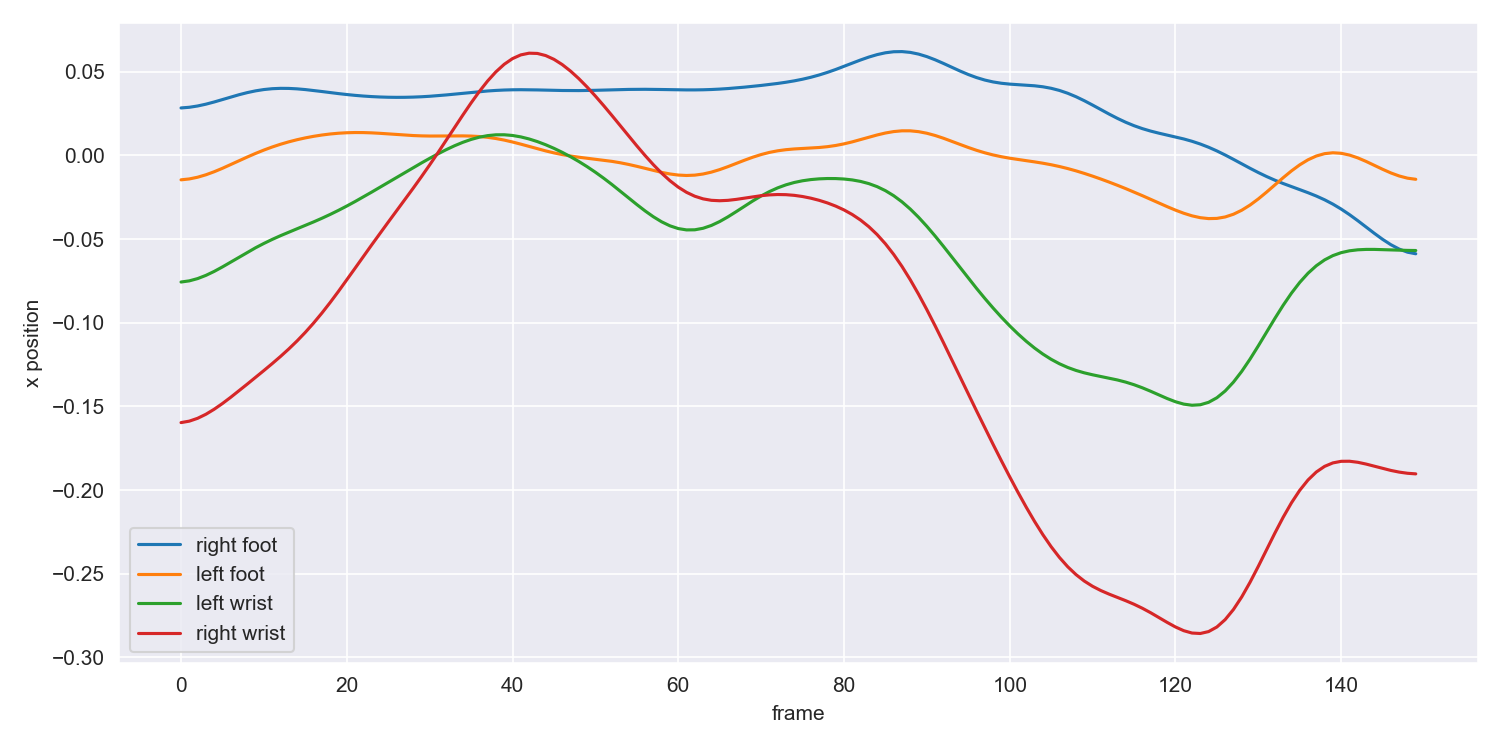 0.05
0.00
−0.05
−0.10
−0.15
−0.20
−0.25
−0.30
x position
right foot
left foot
left wrist
right wrist
0 20 40 60 80 100 120 140
frame